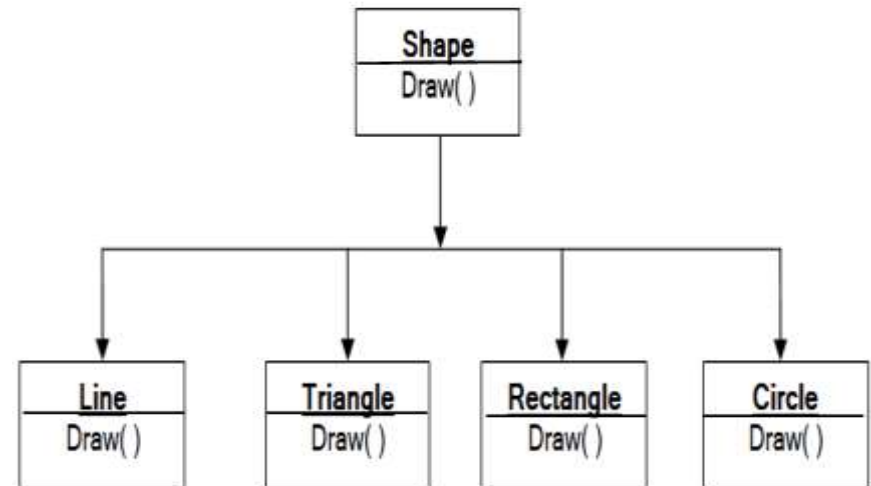 Shape
Draw( )
Line
Draw( )
Triangle
Draw( )
Rectangle
Draw( )
Circle
Draw( )